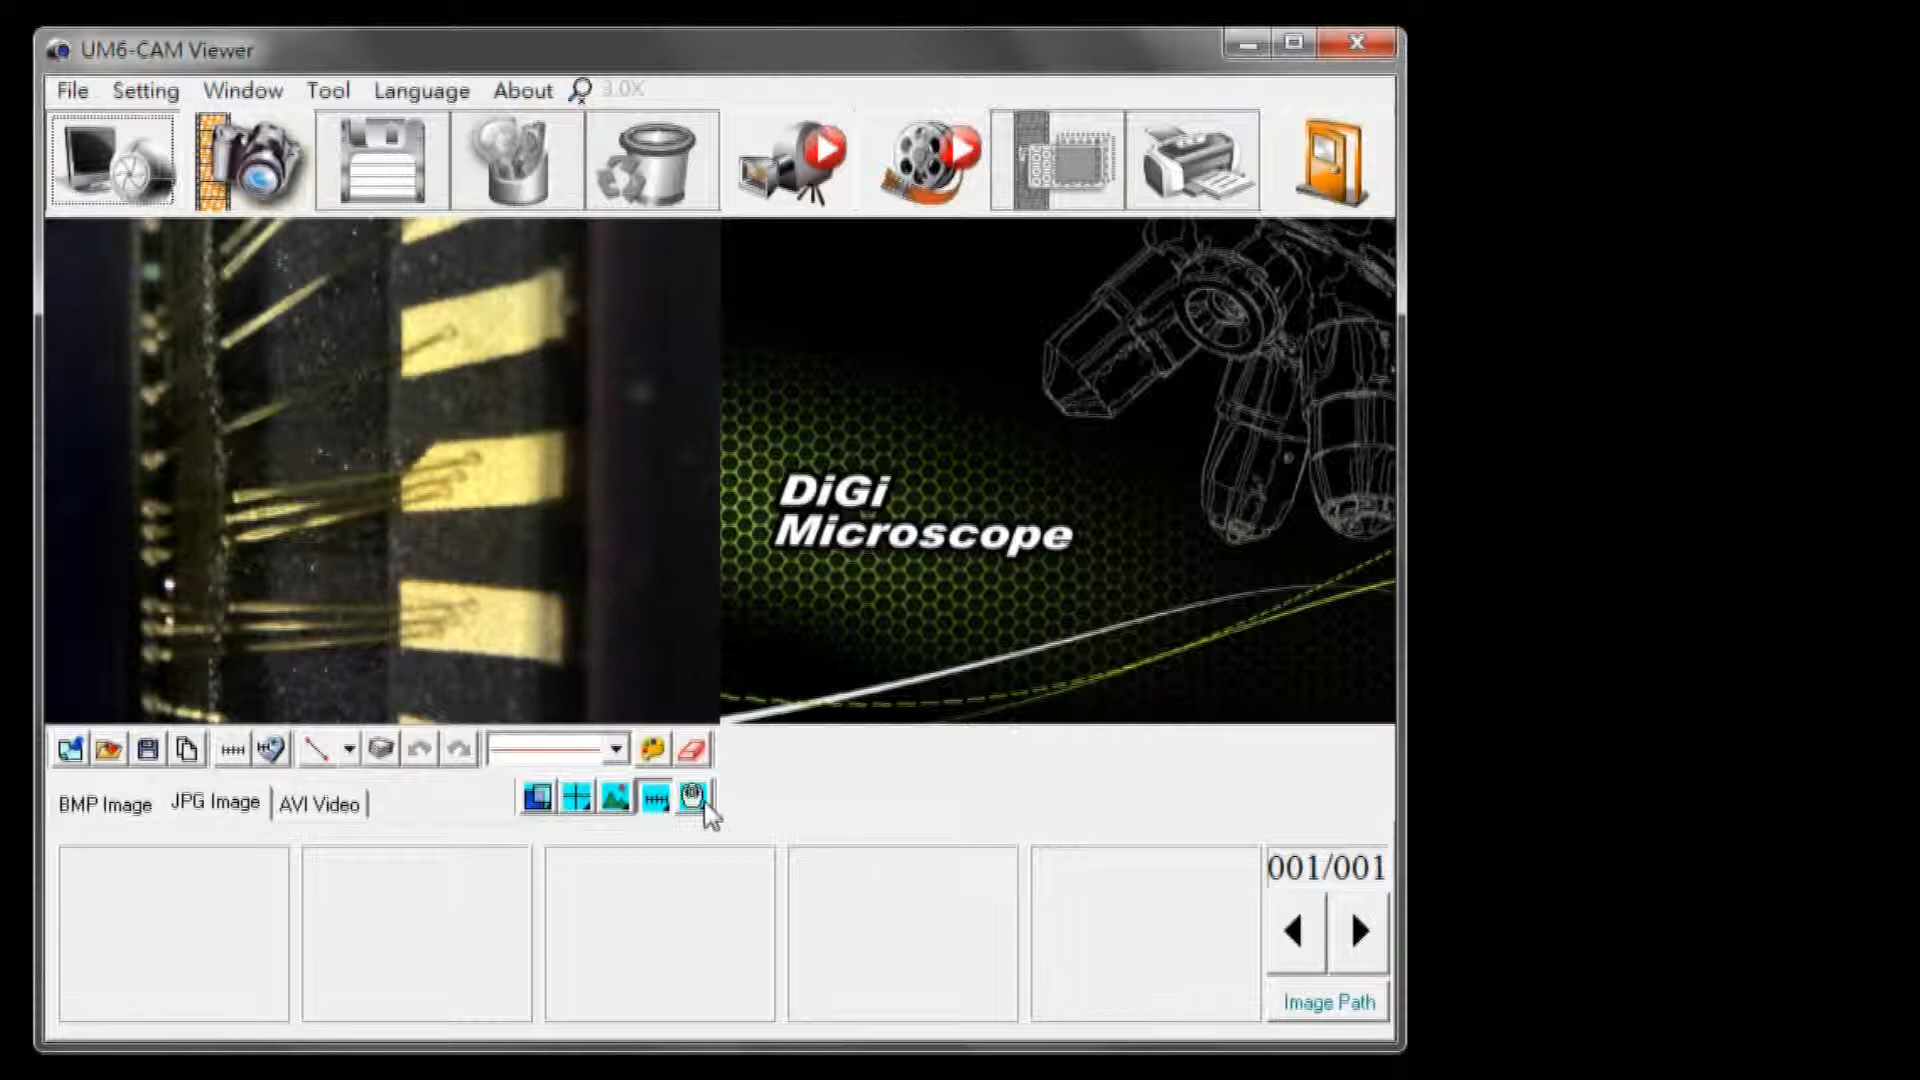 UM6-CAM Viewer
File Setting Window Tool Language About 3.0X
DiGi
Microscope
BMP Image JPG Image AVI Video
001/001
Image Path